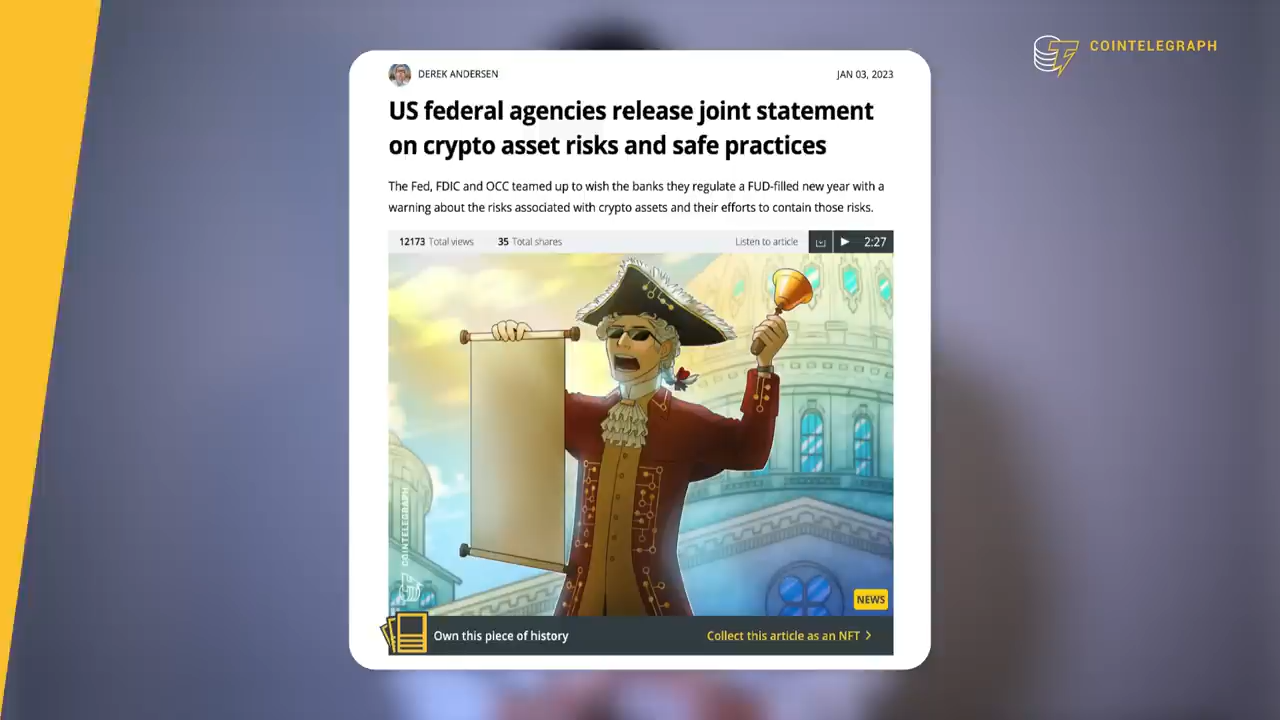 COINTELEGRAPH
DEREK ANDERSEN
JAN 03, 2023
US federal agencies release joint statement
on crypto asset risks and safe practices
The Fed, FDIC and OCC teamed up to wish the banks they regulate a FUD-filled new year with a
warning about the risks associated with crypto assets and their efforts to contain those risks.
12173 Total views 35 Total shares Listen to article 2:27
COINTELEGRAPH
NEWS
Own this piece of history
Collect this article as an NFT >